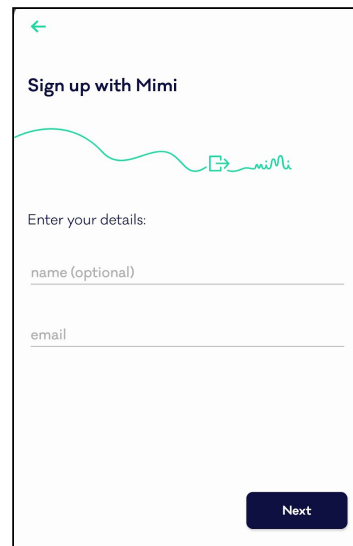 Sign up with Mimi
miMi
Enter your details:
name (optional)
email
Next